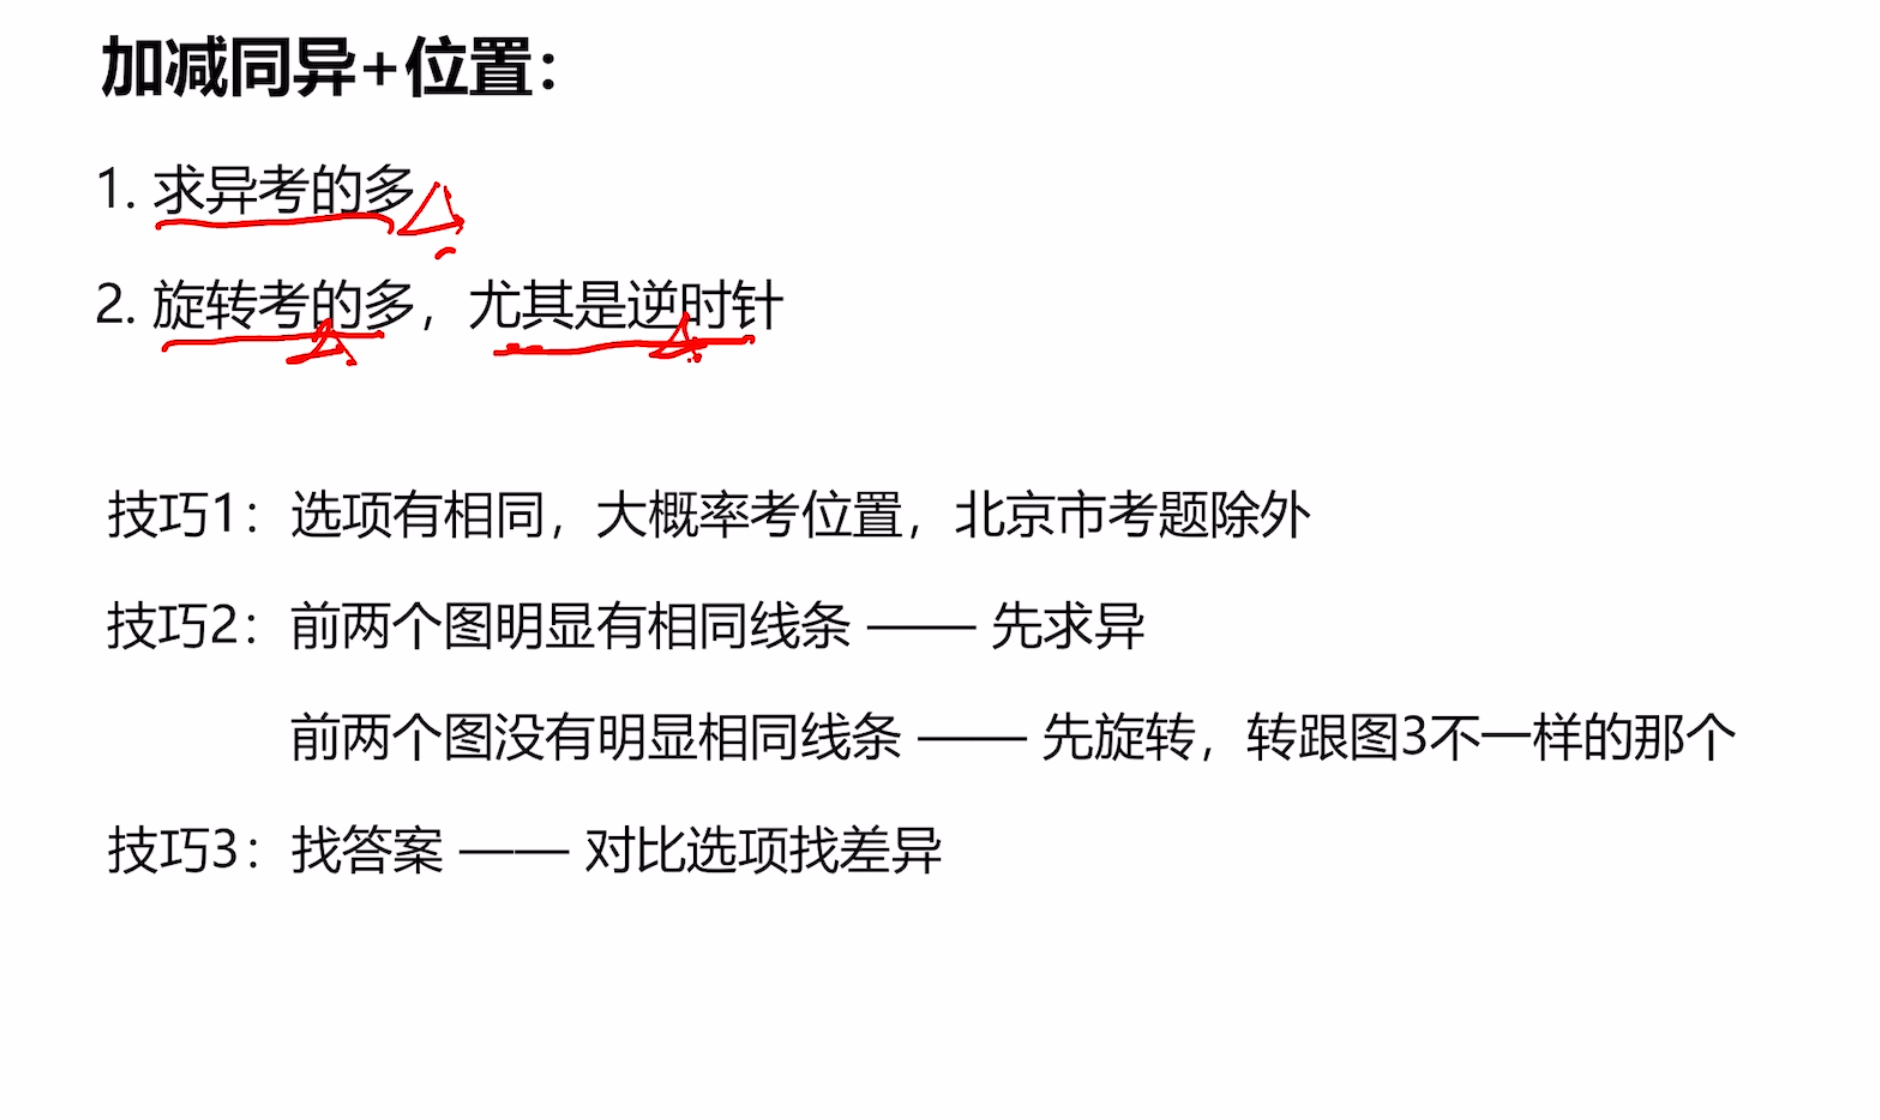 加减同异+位置：
1. 求异考的多
2. 旋转考的多，尤其是逆时针
技巧1：选项有相同，大概率考位置，北京市考题除外
技巧2：前两个图明显有相同线条 —— 先求异
前两个图没有明显相同线条 —— 先旋转，转跟图3不一样的那个
技巧3：找答案 —— 对比选项找差异